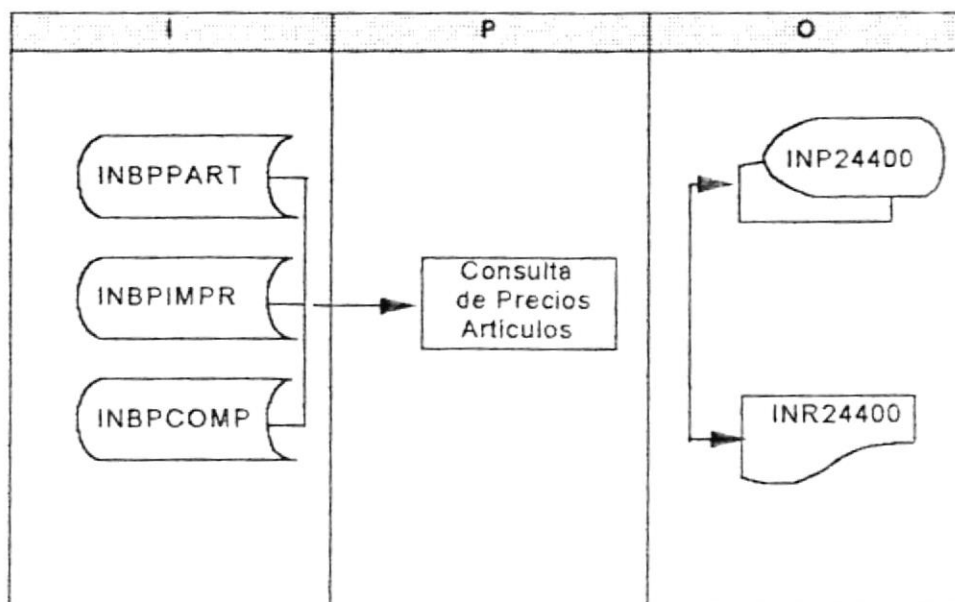 I P O
INBPPART
INBPIMPR
INBPCOMP
Consulta
de Precios
Articulos
INP24400
INR24400